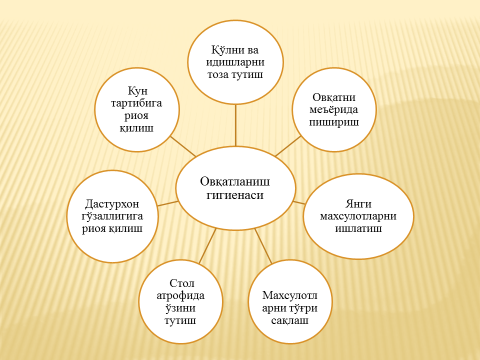 Қўлни ва
идишларни
тоза тутиш
Овқатни
меъёрида
пишириш
Янги
махсулотларни
ишлатиш
Махсулотл
арни тўғри
сақлаш
Стол
атрофида
ўзини
тутиш
Дастурхон
гўзаллигига
риоя қилиш
Кун
тартибига
риоя
қилиш
Овқатланиш
гигиенаси